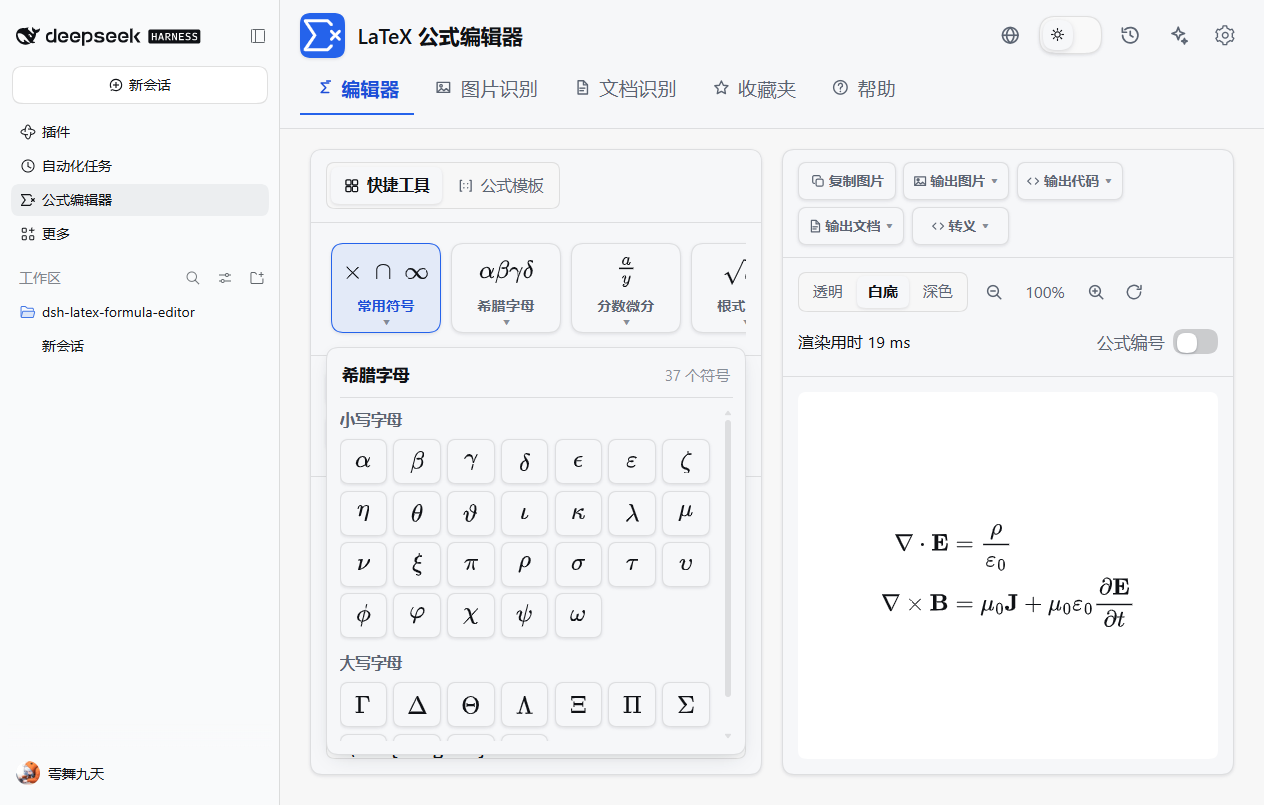 deepseek HARNESS
新会话
插件
自动化任务
公式编辑器
更多
工作区
dsh-latex-formula-editor
新会话
雩舞九天
LaTeX 公式编辑器
编辑器 图片识别 文档识别 收藏夹 帮助
快捷工具 公式模板
× ∩ ∞ αβγδ a/y √
常用符号 希腊字母 分数微分 根式
希腊字母 37 个符号
小写字母
α β γ δ ϵ ε ζ
η θ ϑ ι κ λ μ
ν ξ π ρ σ τ υ
ϕ φ χ ψ ω
大写字母
Γ Δ Θ Λ Ξ Π Σ
复制图片 输出图片 输出代码
输出文档 转义
透明 白底 深色 100%
渲染用时 19 ms 公式编号
∇ · E = ρ/ε₀
∇ × B = μ₀J + μ₀ε₀ ∂E/∂t